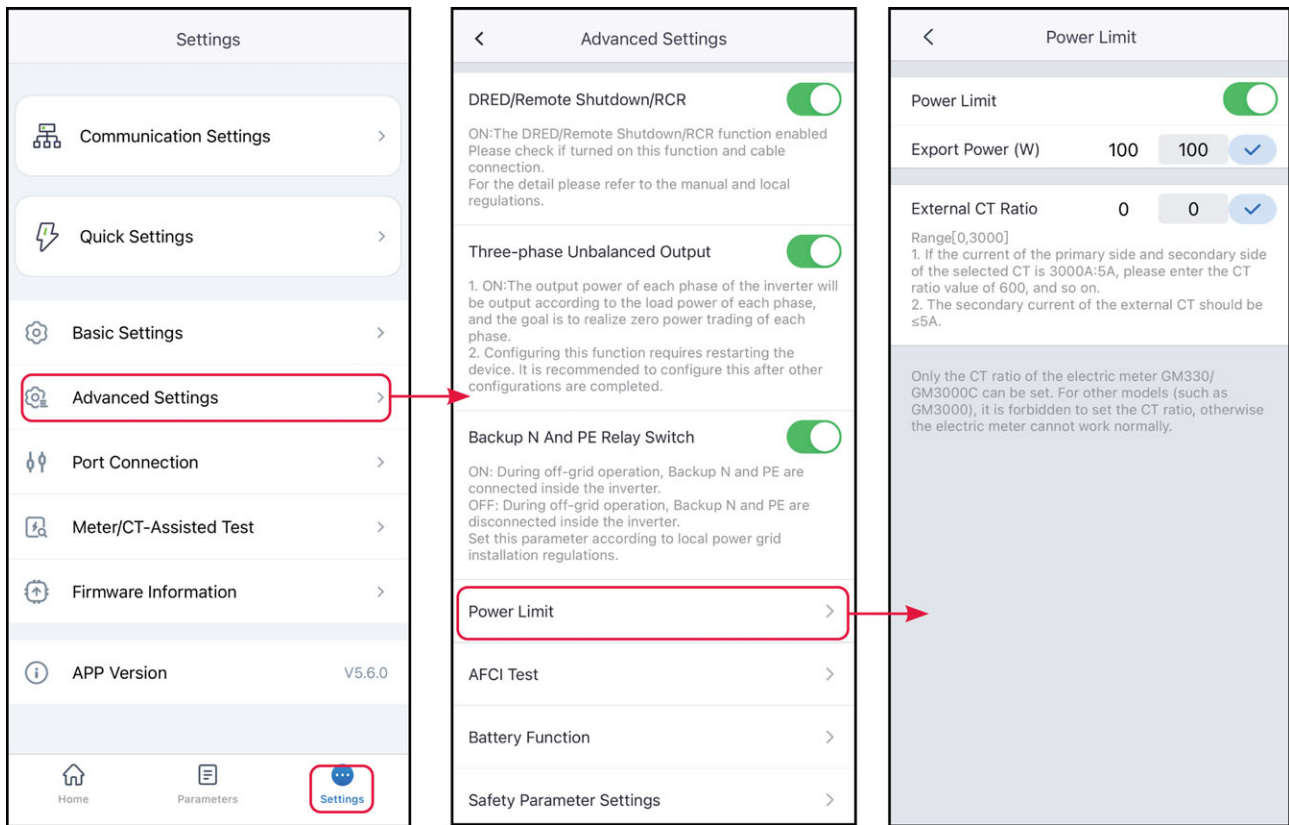 Settings
Communication Settings
Quick Settings
Basic Settings
Advanced Settings
Port Connection
Meter/CT-Assisted Test
Firmware Information
APP Version V5.6.0
Home Parameters Settings
Advanced Settings
DRED/Remote Shutdown/RCR
ON:The DRED/Remote Shutdown/RCR function enabled
Please check if turned on this function and cable
connection.
For the detail please refer to the manual and local
regulations.
Three-phase Unbalanced Output
1. ON:The output power of each phase of the inverter will
be output according to the load power of each phase,
and the goal is to realize zero power trading of each
phase.
2. Configuring this function requires restarting the
device. It is recommended to configure this after other
configurations are completed.
Backup N And PE Relay Switch
ON: During off-grid operation, Backup N and PE are
connected inside the inverter.
OFF: During off-grid operation, Backup N and PE are
disconnected inside the inverter.
Set this parameter according to local power grid
installation regulations.
Power Limit
AFCI Test
Battery Function
Safety Parameter Settings
Power Limit
Power Limit
Export Power (W) 100 100
External CT Ratio 0 0
Range[0,3000]
1. If the current of the primary side and secondary side
of the selected CT is 3000A:5A, please enter the CT
ratio value of 600, and so on.
2. The secondary current of the external CT should be
≤5A.
Only the CT ratio of the electric meter GM330/
GM3000C can be set. For other models (such as
GM3000), it is forbidden to set the CT ratio, otherwise
the electric meter cannot work normally.